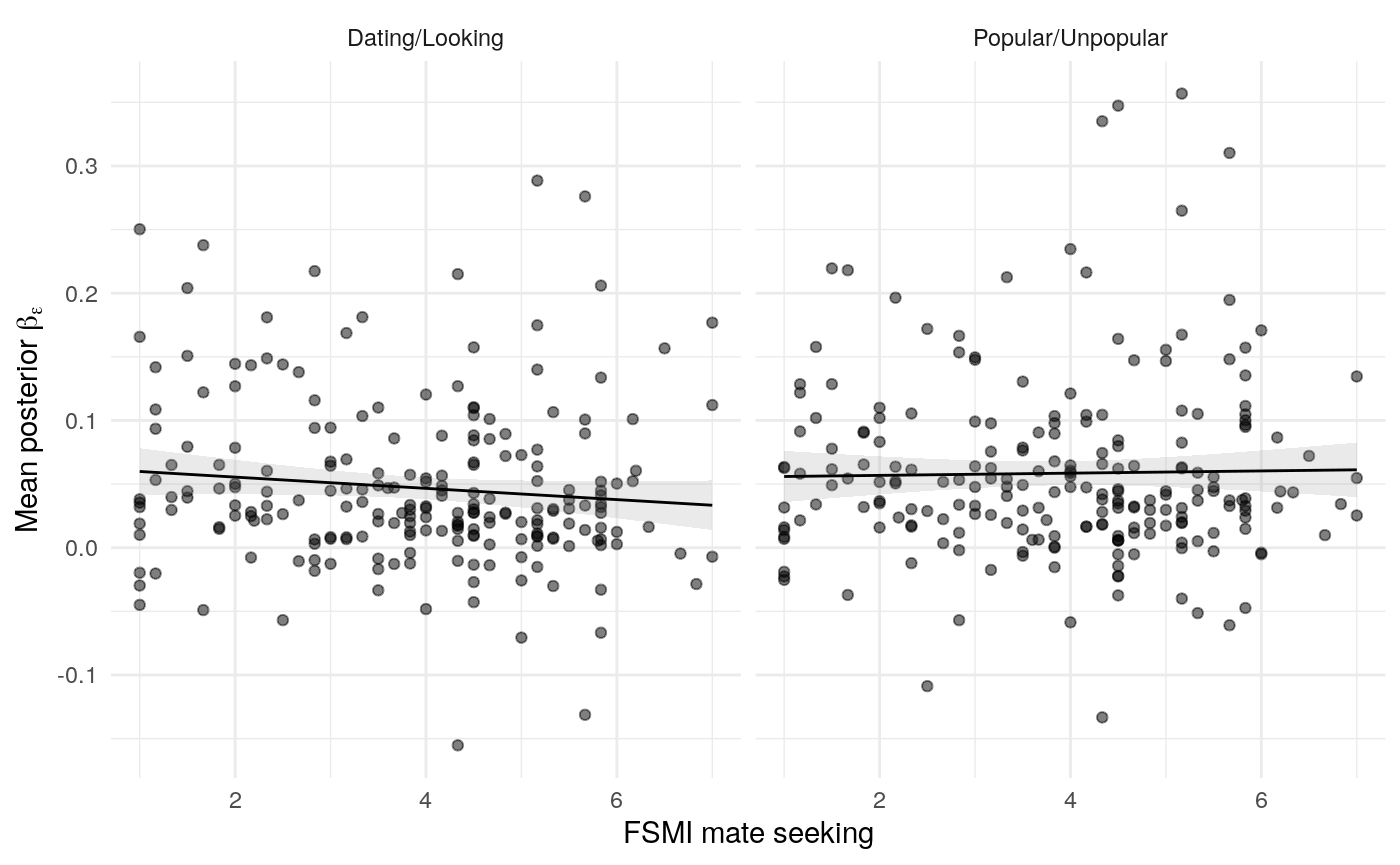 Dating/Looking
Popular/Unpopular
Mean posterior βε
0.3
0.2
0.1
0.0
-0.1
2
4
6
2
4
6
FSMI mate seeking